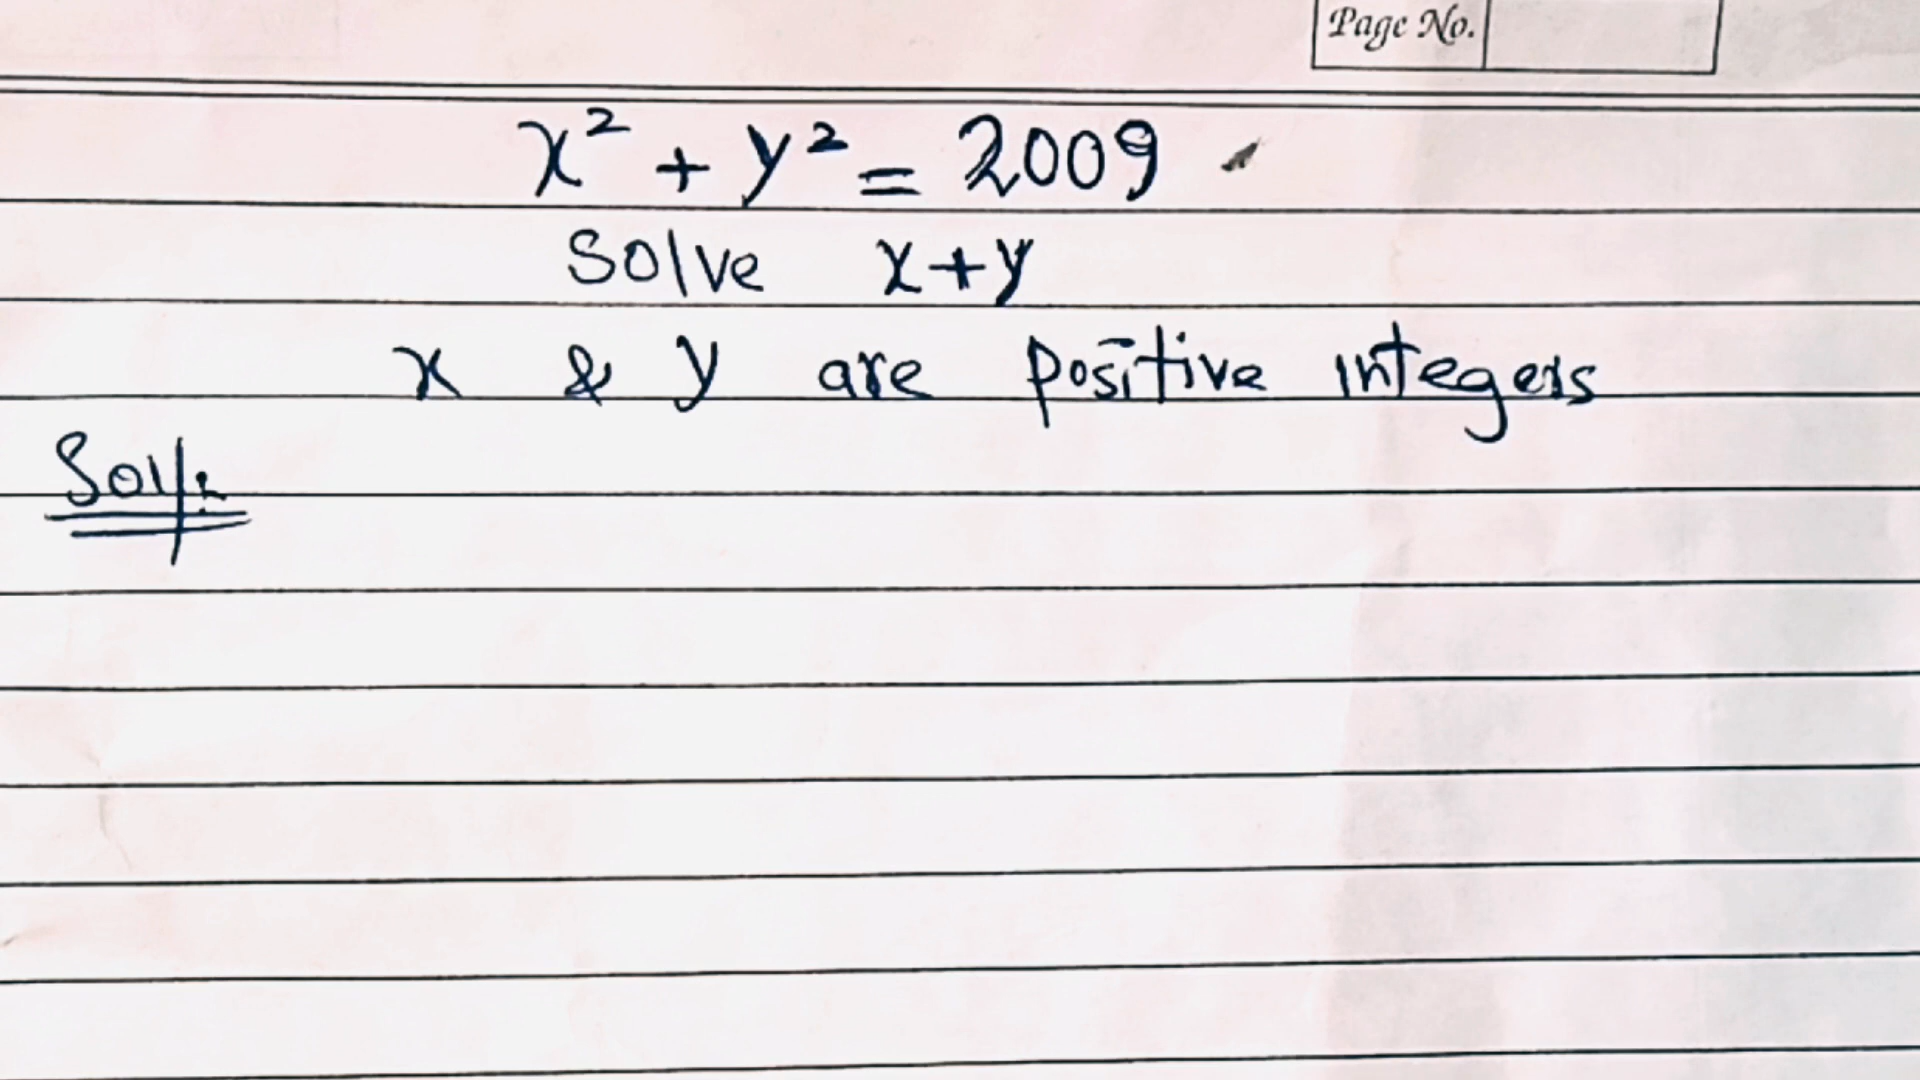 Page No.
x² + y² = 2009
Solve x+y
x & y are positive integers
Sol/: